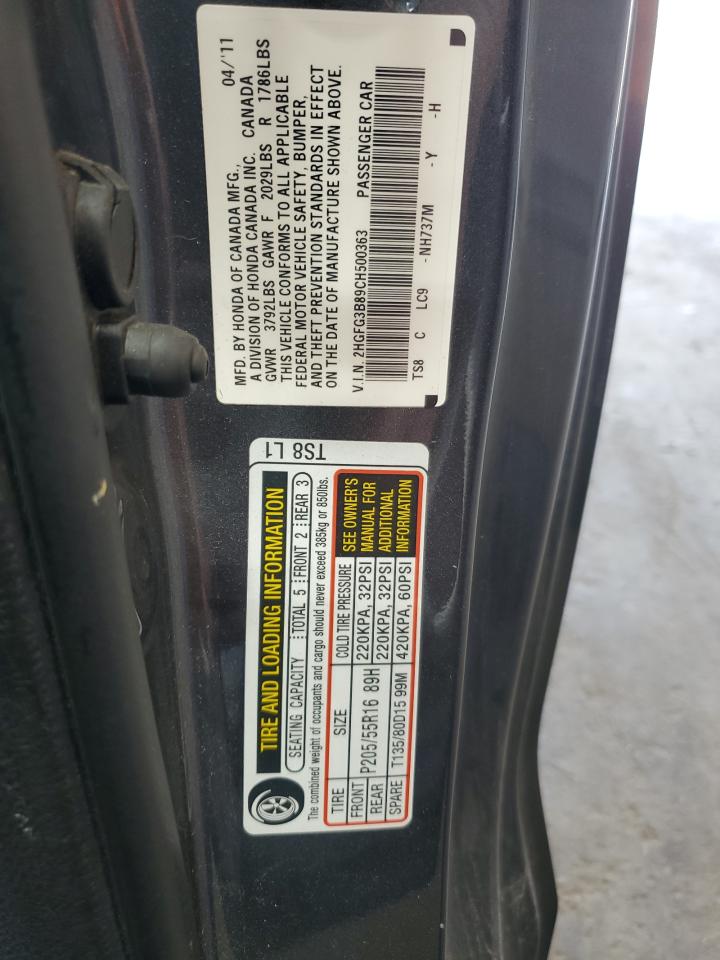 MFD. BY HONDA OF CANADA MFG., 04/'11
A DIVISION OF HONDA CANADA INC. CANADA
GVWR 3792LBS GAWR F 2029LBS R 1786LBS
THIS VEHICLE CONFORMS TO ALL APPLICABLE
FEDERAL MOTOR VEHICLE SAFETY, BUMPER,
AND THEFT PREVENTION STANDARDS IN EFFECT
ON THE DATE OF MANUFACTURE SHOWN ABOVE.
V.I.N. 2HGFG3B89CH500363 PASSENGER CAR
TS8 C LC9 -NH737M -Y -H
TS8 L1
TIRE AND LOADING INFORMATION
SEATING CAPACITY TOTAL 5 FRONT 2 REAR 3
The combined weight of occupants and cargo should never exceed 385kg or 850lbs.
TIRE SIZE COLD TIRE PRESSURE SEE OWNER'S
FRONT P205/55R16 89H 220KPA, 32PSI MANUAL FOR
REAR 220KPA, 32PSI ADDITIONAL
SPARE T135/80D15 99M 420KPA, 60PSI INFORMATION